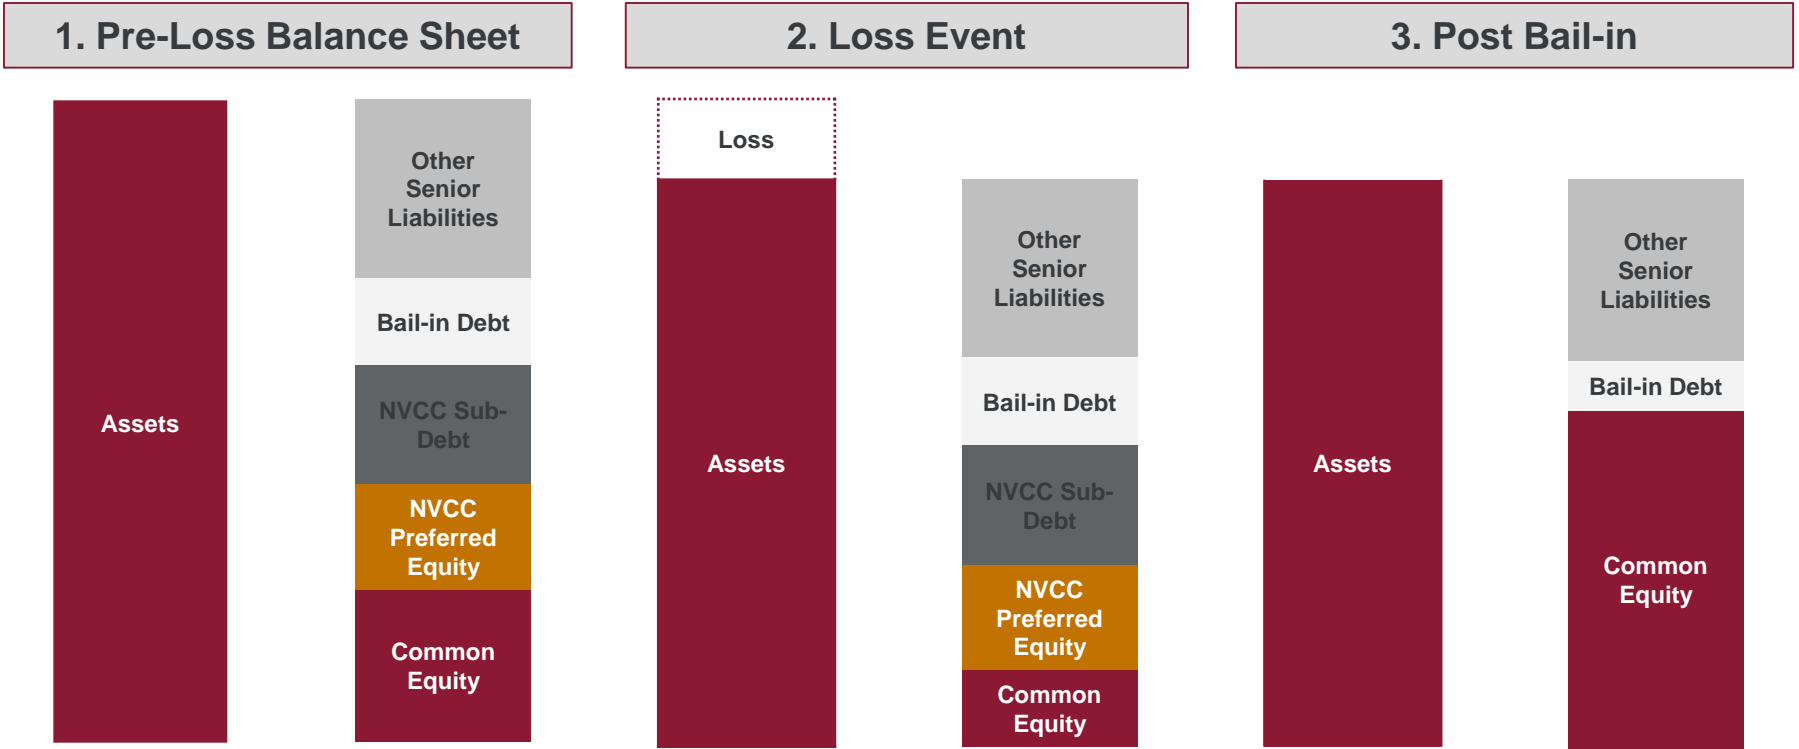 1. Pre-Loss Balance Sheet
Assets
Other
Senior
Liabilities
Bail-in Debt
NVCC Sub-
Debt
NVCC
Preferred
Equity
Common
Equity
2. Loss Event
Loss
Assets
Other
Senior
Liabilities
Bail-in Debt
NVCC Sub-
Debt
NVCC
Preferred
Equity
Common
Equity
3. Post Bail-in
Assets
Other
Senior
Liabilities
Bail-in Debt
Common
Equity